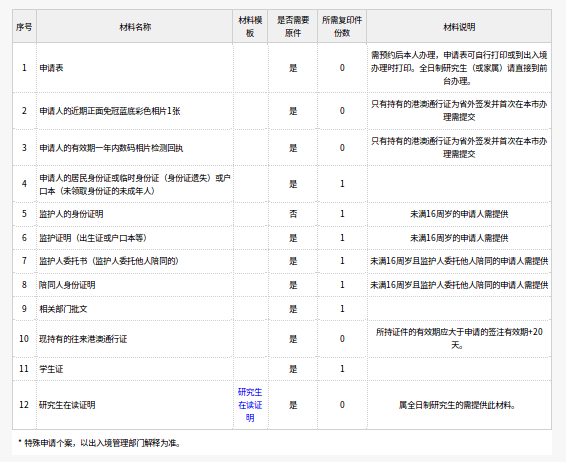 序号 材料名称 材料模板 是否需要原件 所需复印件份数 材料说明
1 申请表 是 0 需预约后本人办理，申请表可自行打印或到出入境
办理时打印。全日制研究生（或家属）请直接到前
台办理。
2 申请人的近期正面免冠蓝底彩色相片1张 是 0 只有持有的港澳通行证为省外签发并首次在本市办
理需提交
3 申请人的有效期一年内数码相片检测回执 是 0 只有持有的港澳通行证为省外签发并首次在本市办
理需提交
4 申请人的居民身份证或临时身份证（身份证遗失）或户
口本（未领取身份证的未成年人） 是 1
5 监护人的身份证明 否 1 未满16周岁的申请人需提供
6 监护证明（出生证或户口本等） 是 1 未满16周岁的申请人需提供
7 监护人委托书（监护人委托他人陪同的） 是 1 未满16周岁且监护人委托他人陪同的申请人需提供
8 陪同人身份证明 是 1 未满16周岁且监护人委托他人陪同的申请人需提供
9 相关部门批文 是 1
10 现持有的往来港澳通行证 是 0 所持证件的有效期应大于申请的签注有效期+20
天。
11 学生证 是 1
12 研究生在读证明 研究生
在读证
明 是 0 属全日制研究生的需提供此材料。
* 特殊申请个案，以出入境管理部门解释为准。